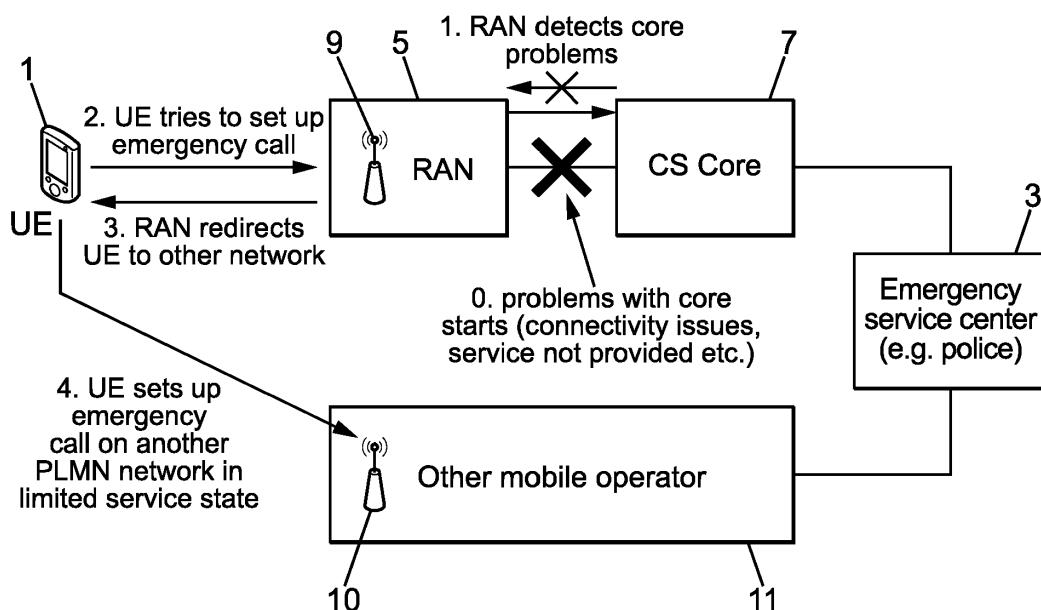 1. RAN detects core
problems
9
5
7
1
2. UE tries to set up
emergency call
RAN
CS Core
UE
3. RAN redirects
UE to other network
3
0. problems with core
starts (connectivity issues,
service not provided etc.)
Emergency
service center
(e.g. police)
4. UE sets up
emergency
call on another
PLMN network in
limited service state
Other mobile operator
10
11